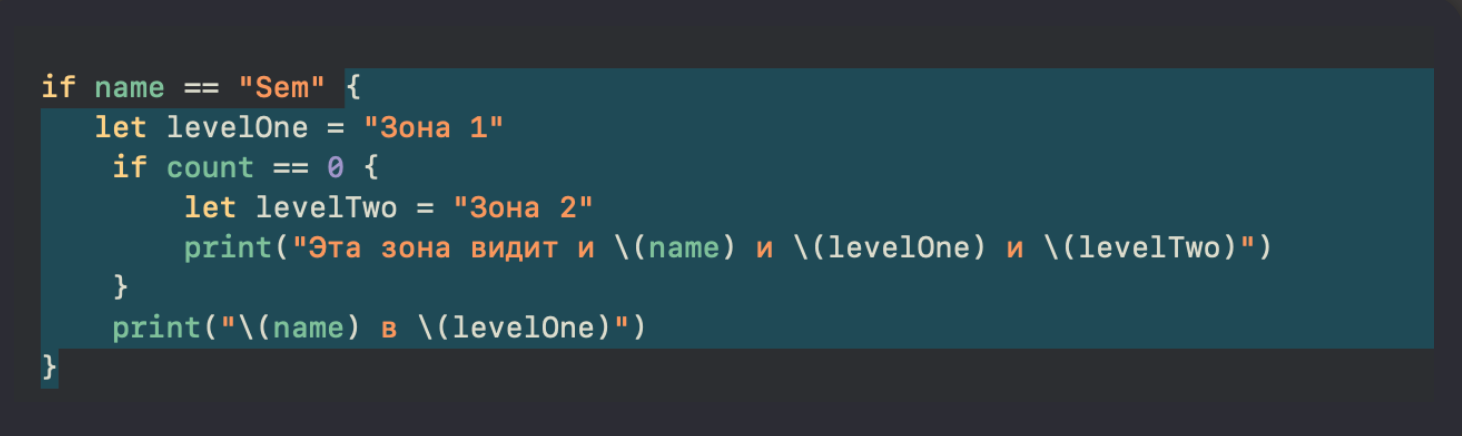 if name == "Sem" {
let levelOne = "Зона 1"
if count == 0 {
let levelTwo = "Зона 2"
print("Эта зона видит и \(name) и \(levelOne) и \(levelTwo)")
}
print("\(name) в \(levelOne)")
}